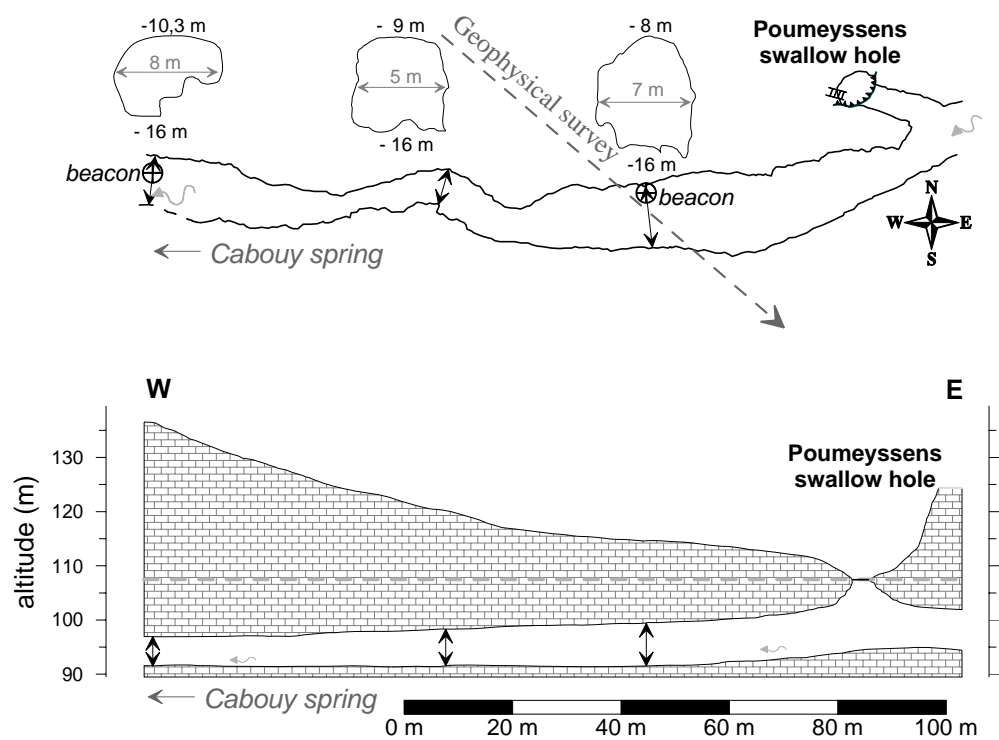 -10,3 m
- 9 m
- 8 m
Poumeyssens
swallow hole
8 m
5 m
7 m
Geophysical survey
- 16 m
- 16 m
-16 m
beacon
beacon
N
W
E
S
Cabouy spring
W
E
Poumeyssens
swallow hole
altitude (m)
130
120
110
100
90
Cabouy spring
0 m
20 m
40 m
60 m
80 m
100 m